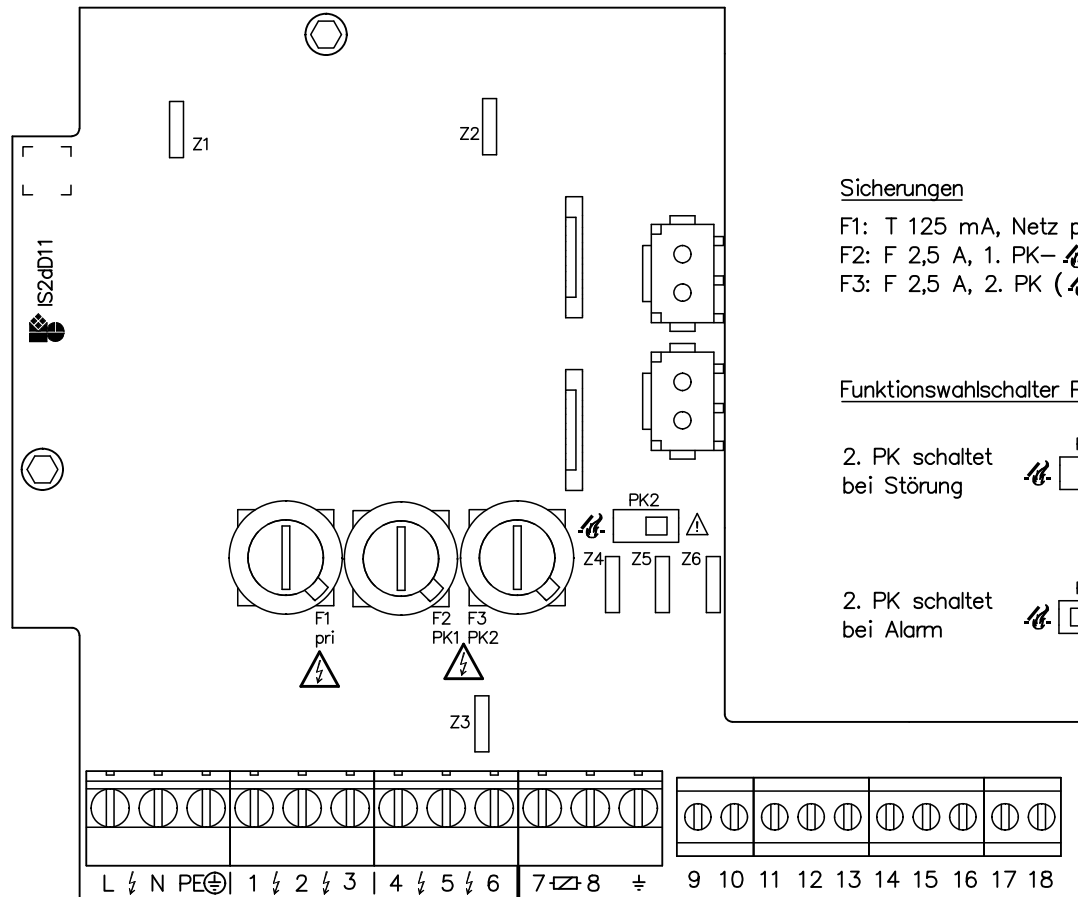 Z1
Z2
IS2dD11
Sicherungen
F1: T 125 mA, Netz p
F2: F 2,5 A, 1. PK–
F3: F 2,5 A, 2. PK (
Funktionswahlschalter
2. PK schaltet
bei Störung
PK2
Z4 Z5 Z6
2. PK schaltet
bei Alarm
F1
pri
F2 F3
PK1 PK2
Z3
L N PE 1 2 3 4 5 6 7 8
9 10 11 12 13 14 15 16 17 18